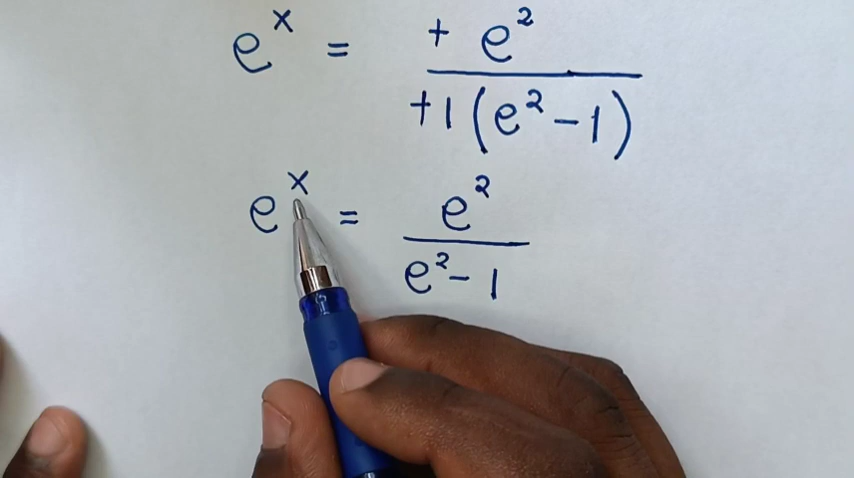 e^x = + e^2 / +1(e^2 - 1)
e^x = e^2 / e^2 - 1